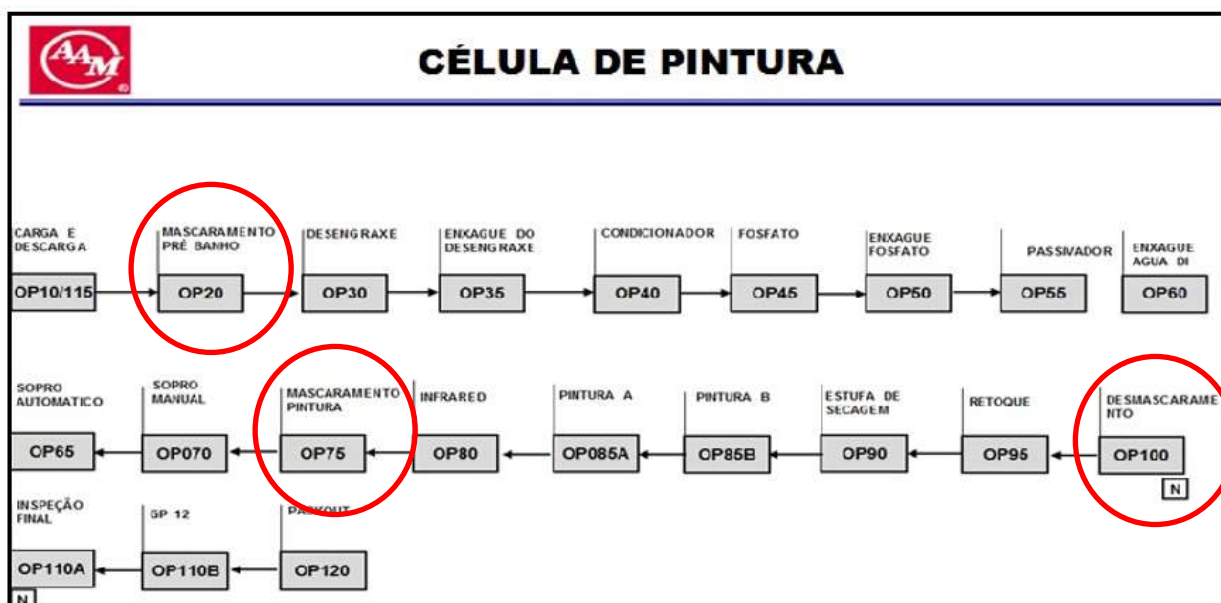 AAM
®
CÉLULA DE PINTURA
CARGA E
DESCARGA
MASCARAMENTO
PRÉ BANHO
DESENGRAXE
ENXAGUE DO
DESENGRAXE
CONDICIONADOR
FOSFATO
ENXAGUE
FOSFATO
PASSIVADOR
ENXAGUE
AGUA DI
OP10/115
OP20
OP30
OP35
OP40
OP45
OP50
OP55
OP60
SOPRO
AUTOMATICO
SOPRO
MANUAL
MASCARAMENTO
PINTURA
INFRARED
PINTURA A
PINTURA B
ESTUFA DE
SECAGEM
RETOQUE
DESMASCARAME
NTO
OP65
OP070
OP75
OP80
OP085A
OP85B
OP90
OP95
OP100
N
INSPEÇÃO
FINAL
GP 12
PACKOUT
OP110A
OP110B
OP120
N